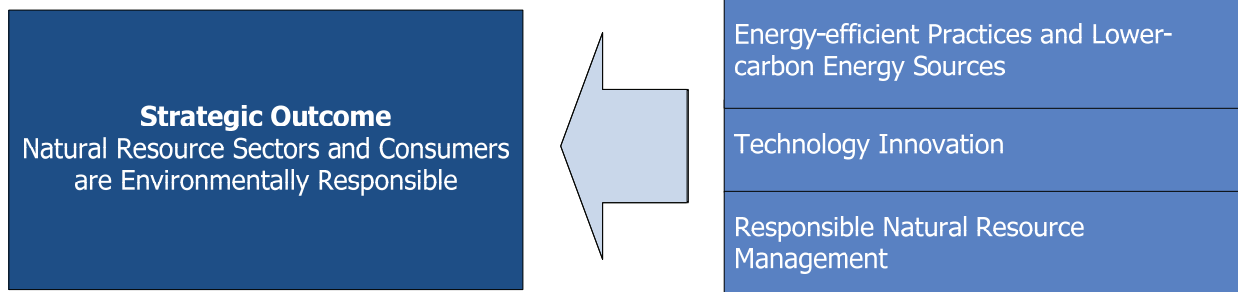 Strategic Outcome
Natural Resource Sectors and Consumers
are Environmentally Responsible
Energy-efficient Practices and Lower-
carbon Energy Sources
Technology Innovation
Responsible Natural Resource
Management